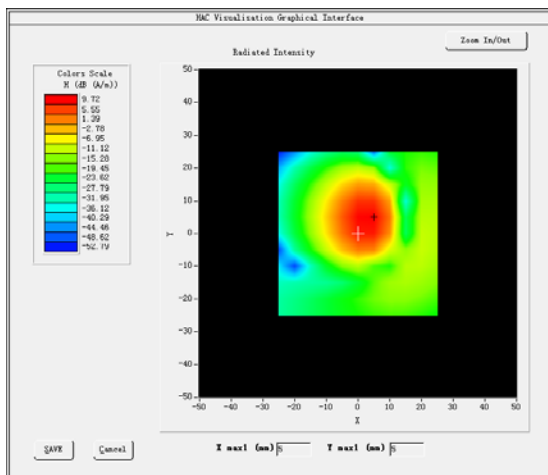 HAC Visualisation Graphical Interface
Zoom In/Out
Radiated Intensity
Colors Scale
H (dB (A/m))
9.72
5.55
1.39
-2.78
-6.95
-11.12
-15.28
-19.45
-23.62
-27.79
-31.95
-36.12
-40.29
-44.46
-48.62
-52.79
50
40
30
20
10
0
-10
-20
-30
-40
-50
Y
-50 -40 -30 -20 -10 0 10 20 30 40 50
X
X max1 (mm) 5 Y max1 (mm) 5
SAVE Cancel